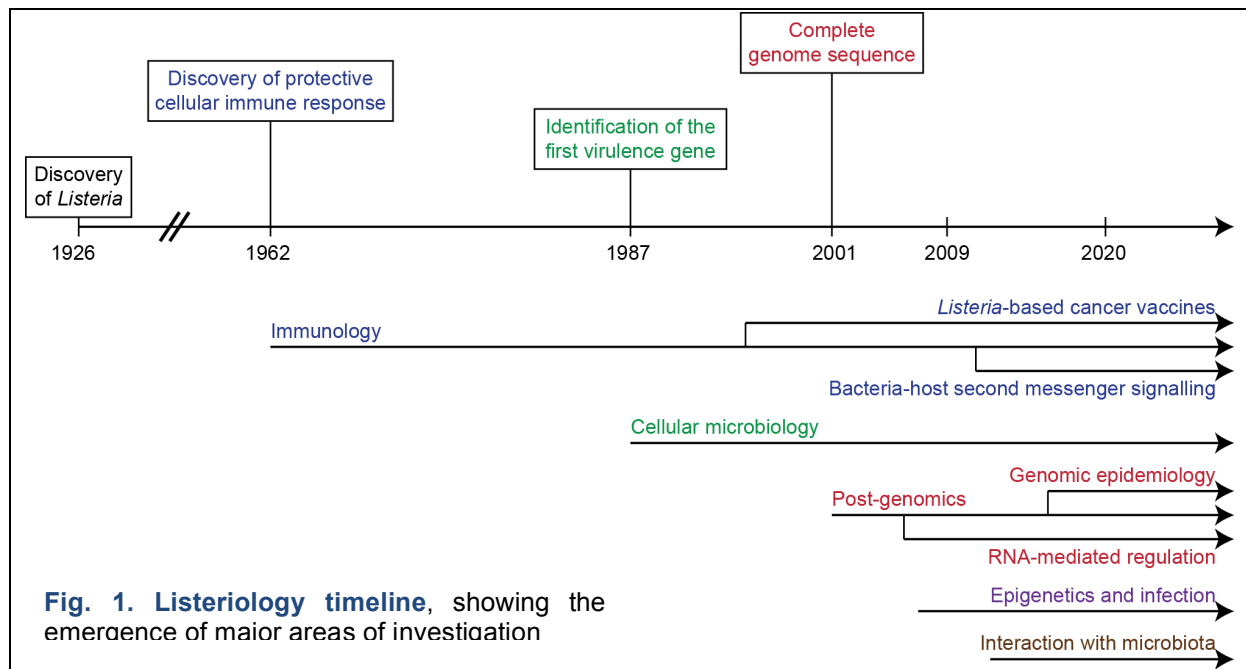 Complete
genome sequence
Discovery of protective
cellular immune response
Identification of the
first virulence gene
Discovery
of Listeria
1926
1962
1987
2001
2009
2020
Listeria-based cancer vaccines
Immunology
Bacteria-host second messenger signalling
Cellular microbiology
Genomic epidemiology
Post-genomics
RNA-mediated regulation
Epigenetics and infection
Interaction with microbiota
Fig. 1. Listeriology timeline, showing the
emergence of major areas of investigation